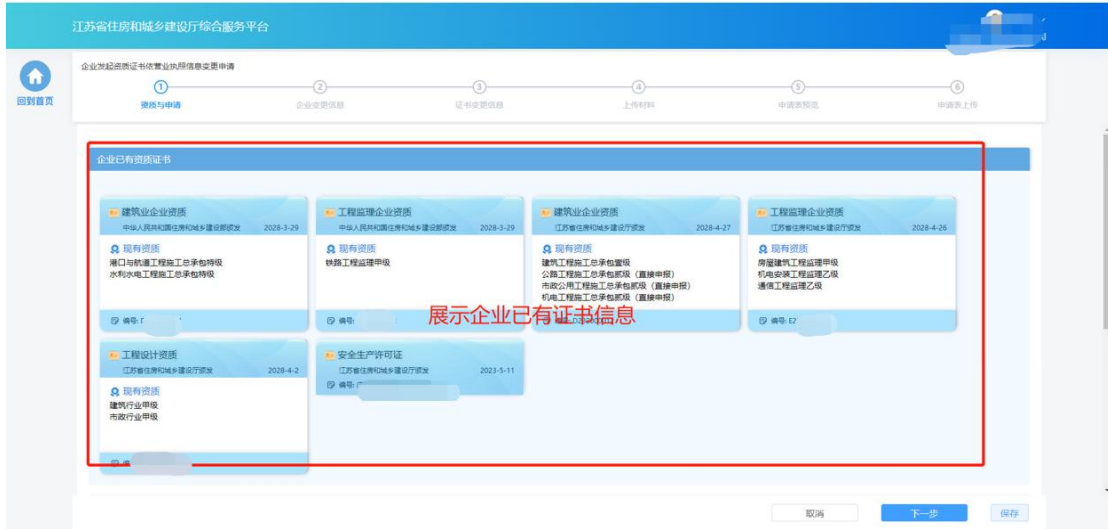 江苏省住房和城乡建设厅综合服务平台
回到首页
企业发起资质证书依营业执照信息变更申请
1 2 3 4 5 6
资质与申请 企业变更信息 证书变更信息 上传材料 申请表预览 申请表上传
企业已有资质证书
建筑业企业资质
中华人民共和国住房和城乡建设部颁发 2028-3-29
现有资质
港口与航道工程施工总承包特级
水利水电工程施工总承包特级
编号:
工程监理企业资质
中华人民共和国住房和城乡建设部颁发 2028-3-29
现有资质
铁路工程监理甲级
编号:
建筑业企业资质
江苏省住房和城乡建设厅颁发 2028-4-27
现有资质
建筑工程施工总承包壹级
公路工程施工总承包贰级（直接申报）
市政公用工程施工总承包贰级（直接申报）
机电工程施工总承包贰级（直接申报）
工程监理企业资质
江苏省住房和城乡建设厅颁发 2028-4-26
现有资质
房屋建筑工程监理甲级
机电安装工程监理乙级
通信工程监理乙级
编号: E2
展示企业已有证书信息
工程设计资质
江苏省住房和城乡建设厅颁发 2028-4-2
现有资质
建筑行业甲级
市政行业甲级
安全生产许可证
江苏省住房和城乡建设厅颁发 2023-5-11
编号:
取消 下一步 保存